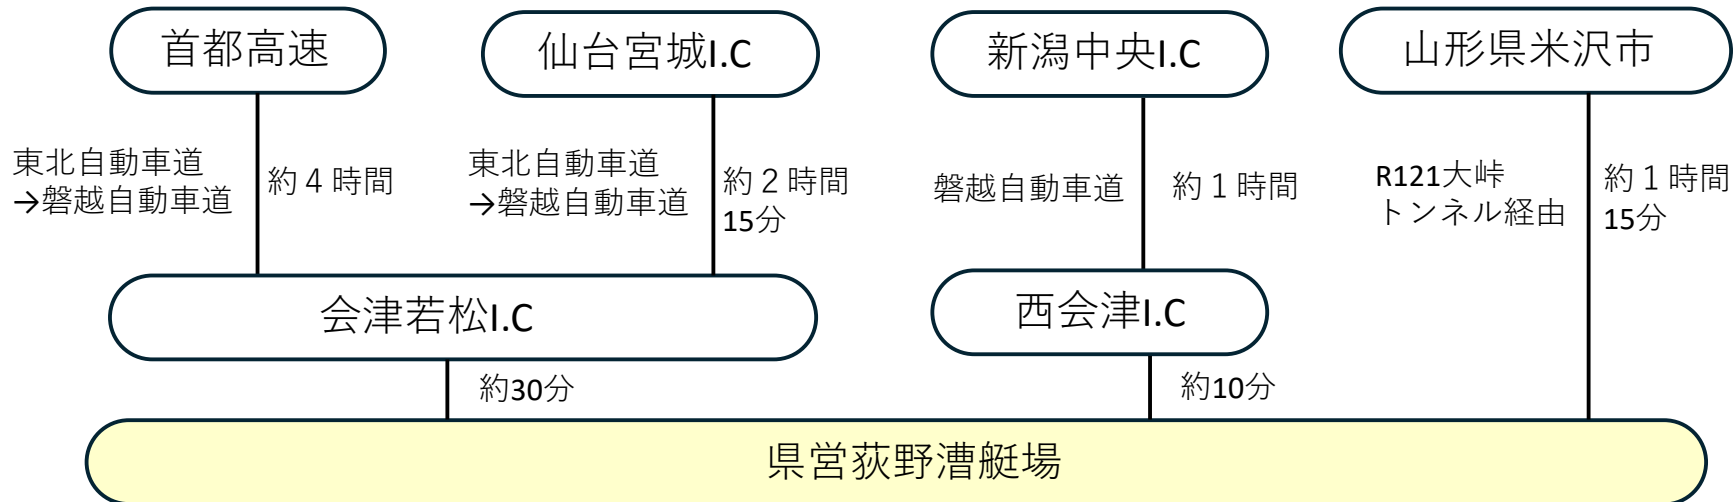 首都高速
仙台宮城I.C
新潟中央I.C
山形県米沢市
東北自動車道
→磐越自動車道
約４時間
東北自動車道
→磐越自動車道
約２時間
15分
磐越自動車道
約１時間
R121大峠
トンネル経由
約１時間
15分
会津若松I.C
西会津I.C
約30分
約10分
県営荻野漕艇場